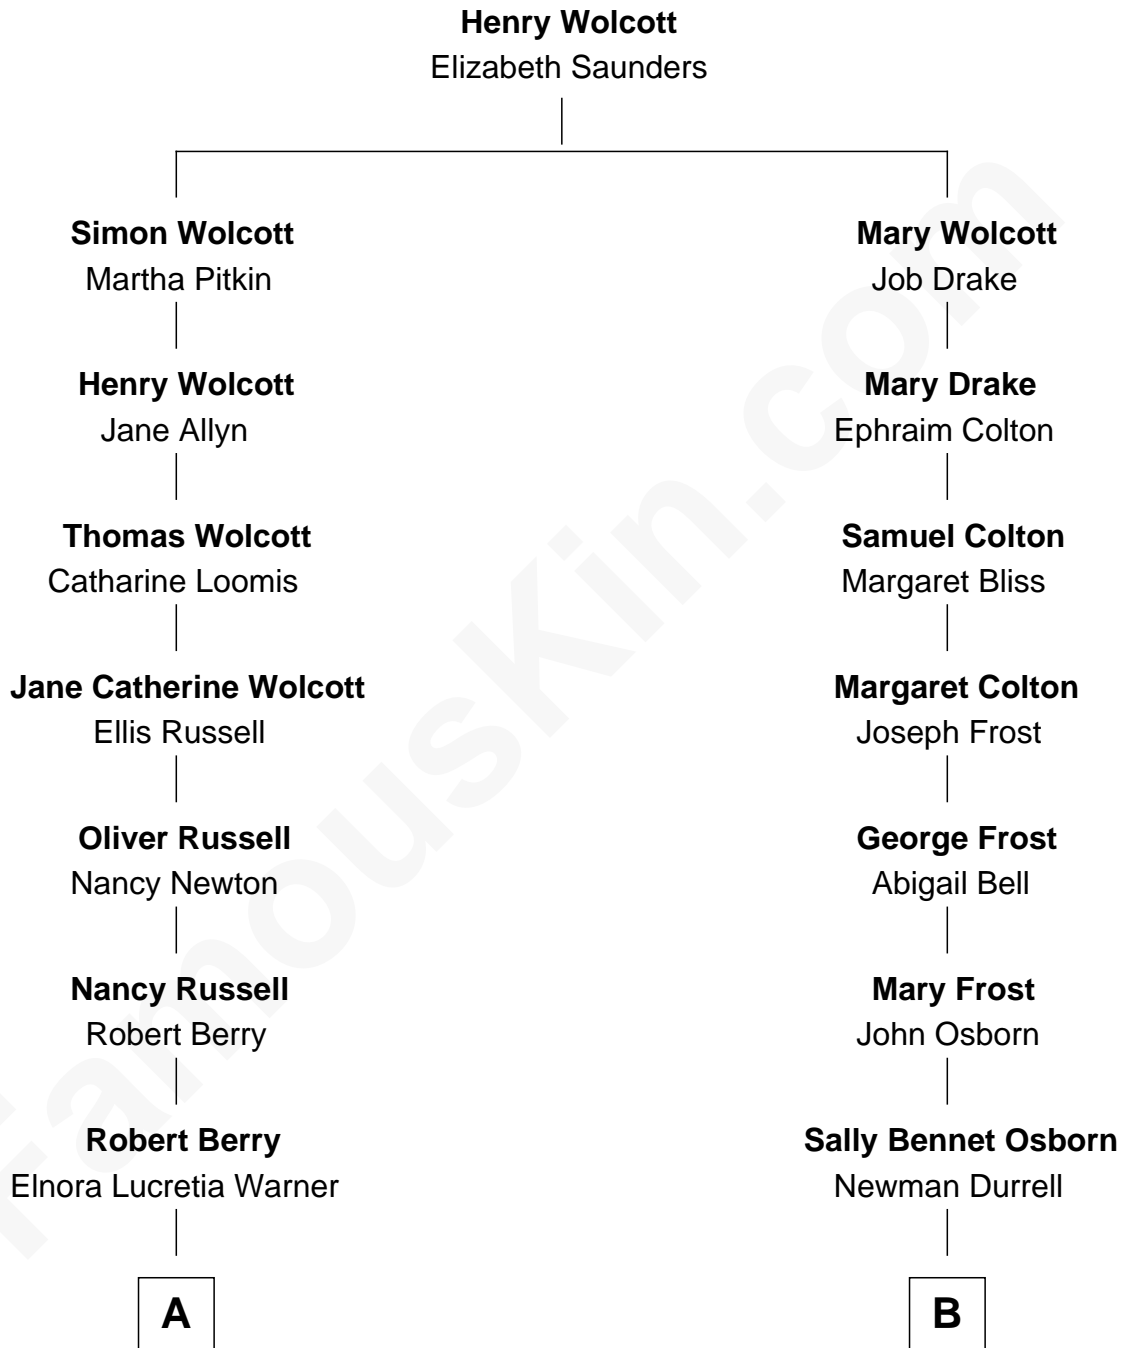 Henry Wolcott
Elizabeth Saunders
Simon Wolcott
Martha Pitkin
Mary Wolcott
Job Drake
Henry Wolcott
Jane Allyn
Mary Drake
Ephraim Colton
Thomas Wolcott
Catharine Loomis
Samuel Colton
Margaret Bliss
Jane Catherine Wolcott
Ellis Russell
Margaret Colton
Joseph Frost
Oliver Russell
Nancy Newton
George Frost
Abigail Bell
Nancy Russell
Robert Berry
Mary Frost
John Osborn
Robert Berry
Elnora Lucretia Warner
Sally Bennet Osborn
Newman Durrell
A
B
FamousKin.com